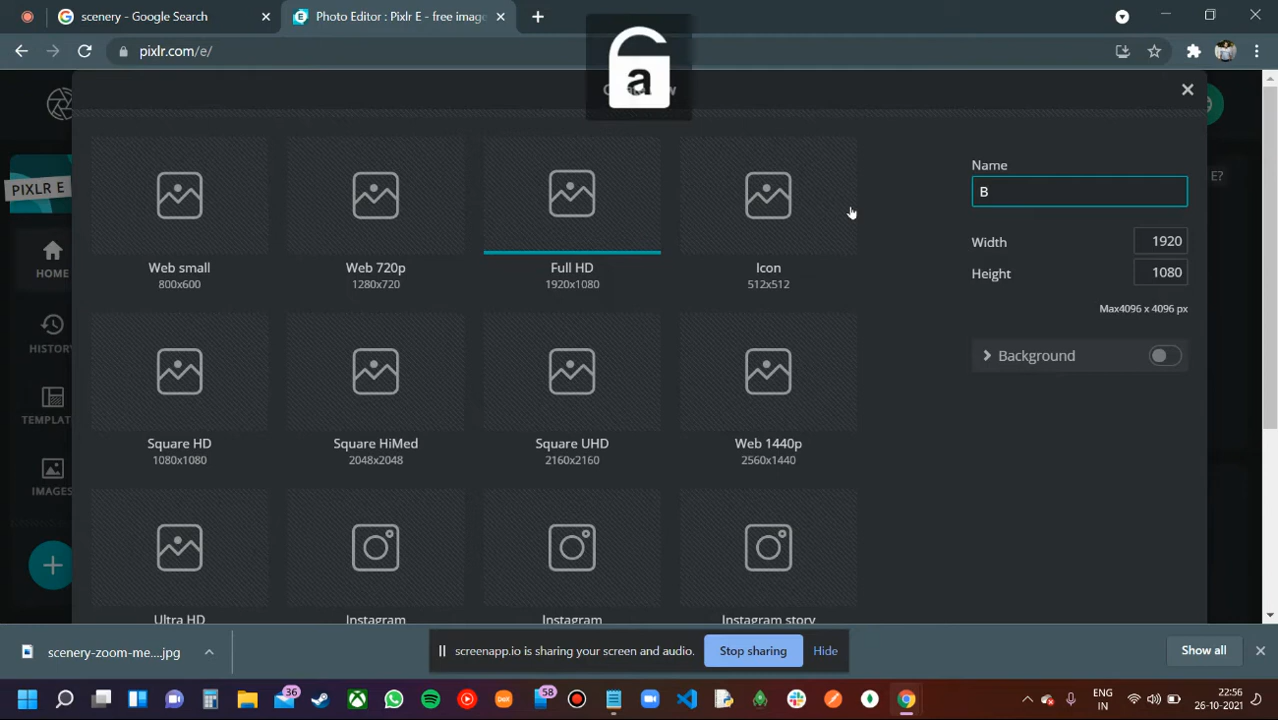 scenery - Google Search
Photo Editor : Pixlr E - free image
pixlr.com/e/
a
PIXLR E
E?
HOME
HISTORY
TEMPLAT
IMAGES
Name
B
Width
1920
Height
1080
Max4096 x 4096 px
Background
Web small
800x600
Web 720p
1280x720
Full HD
1920x1080
Icon
512x512
Square HD
1080x1080
Square HiMed
2048x2048
Square UHD
2160x2160
Web 1440p
2560x1440
Ultra HD
Instagram
Instagram
Instagram story
scenery-zoom-me....jpg
screenapp.io is sharing your screen and audio.
Stop sharing
Hide
Show all
36
58
ENG
IN
22:56
26-10-2021